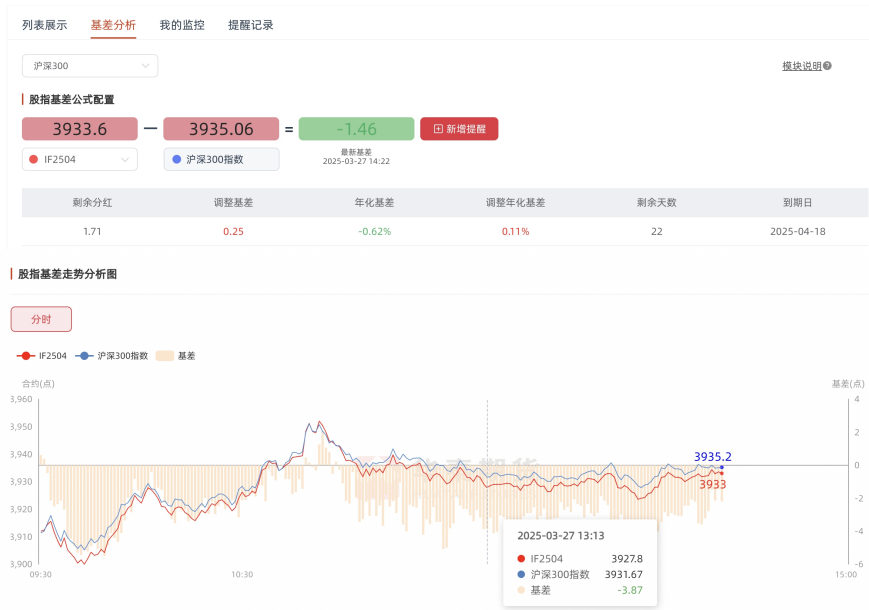 列表展示 基差分析 我的监控 提醒记录
沪深300 模块说明
股指基差公式配置
3933.6 — 3935.06 = -1.46 新增提醒
IF2504 沪深300指数 最新基差
2025-03-27 14:22
剩余分红 调整基差 年化基差 调整年化基差 剩余天数 到期日
1.71 0.25 -0.62% 0.11% 22 2025-04-18
股指基差走势分析图
分时
IF2504 沪深300指数 基差
合约(点) 基差(点)
3,960 4
3,950 2
3,940 0
3935.2
3,930 3933
3,920 -2
3,910 -4
3,900 -6
09:30 10:30 15:00
2025-03-27 13:13
IF2504 3927.8
沪深300指数 3931.67
基差 -3.87